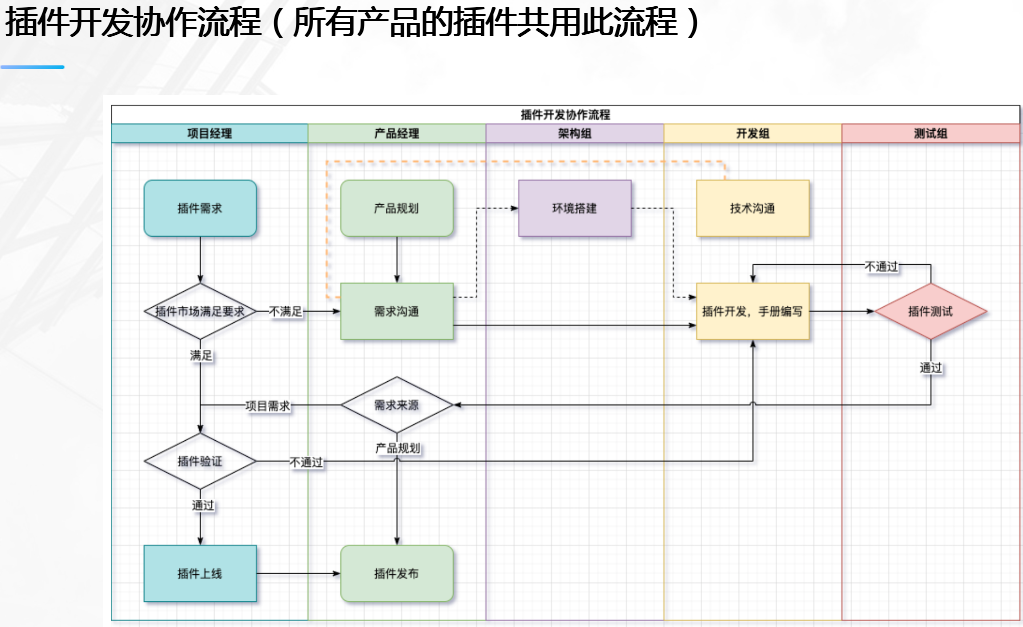 插件开发协作流程（所有产品的插件共用此流程）
插件开发协作流程
项目经理
产品经理
架构组
开发组
测试组
插件需求
产品规划
环境搭建
技术沟通
不通过
插件市场满足要求
不满足
需求沟通
插件开发，手册编写
插件测试
满足
通过
项目需求
需求来源
产品规划
插件验证
不通过
通过
插件上线
插件发布